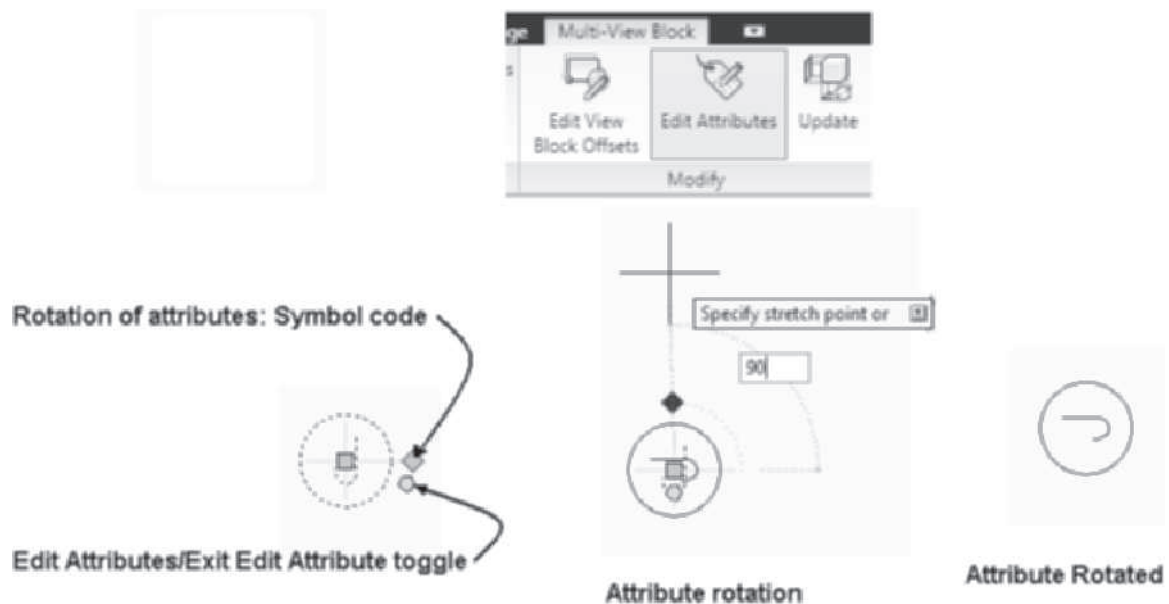 Multi-View Block
Edit View
Block Offsets
Edit Attributes
Update
Modify
Rotation of attributes: Symbol code
Specify stretch point or
90
Edit Attributes/Exit Edit Attribute toggle
Attribute rotation
Attribute Rotated